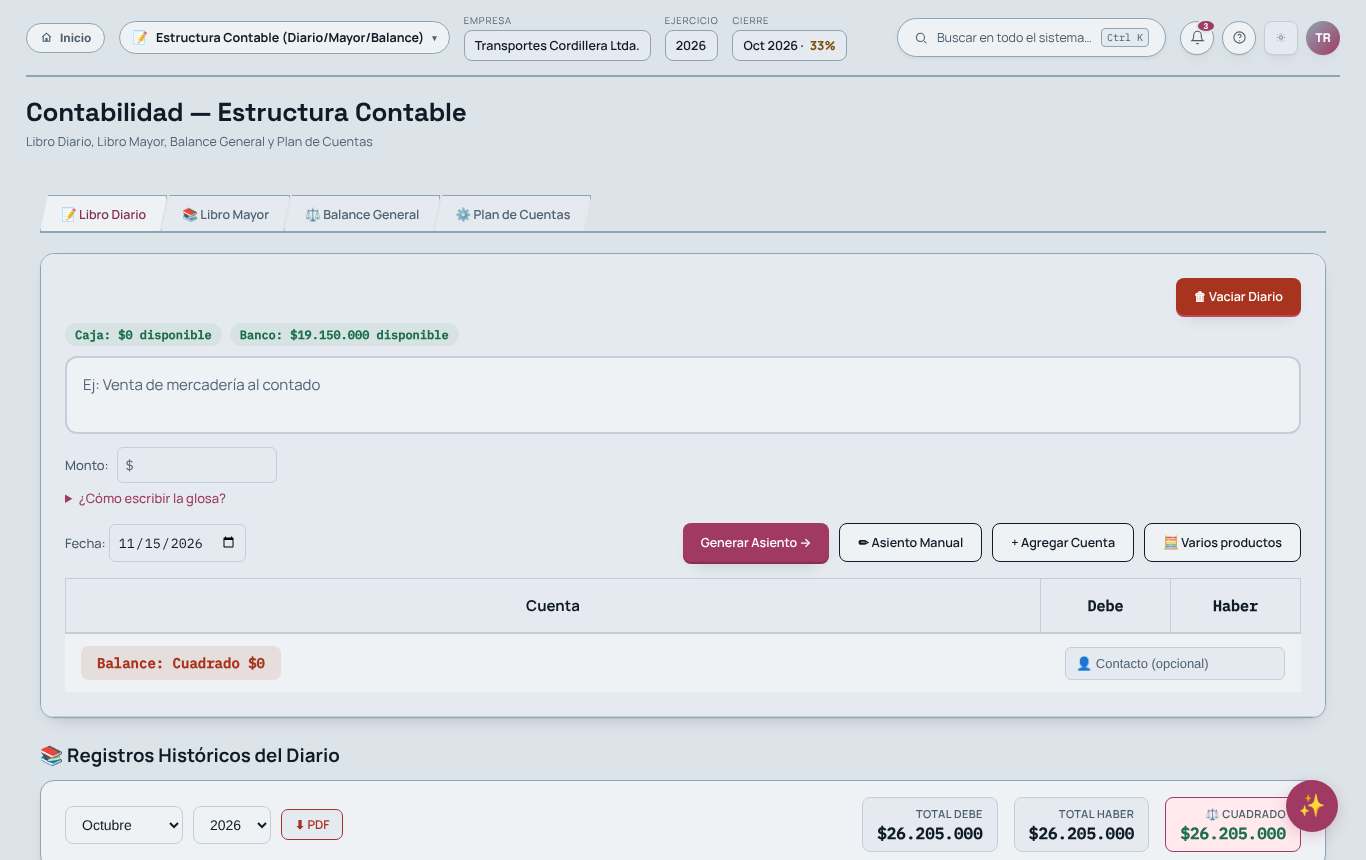 Inicio
📝 Estructura Contable (Diario/Mayor/Balance) ▾
EMPRESA
Transportes Cordillera Ltda.
EJERCICIO
2026
CIERRE
Oct 2026 · 33%
Buscar en todo el sistema... Ctrl K
3
TR
Contabilidad — Estructura Contable
Libro Diario, Libro Mayor, Balance General y Plan de Cuentas
📝 Libro Diario
📚 Libro Mayor
⚖️ Balance General
⚙️ Plan de Cuentas
🗑 Vaciar Diario
Caja: $0 disponible
Banco: $19.150.000 disponible
Ej: Venta de mercadería al contado
Monto: $
▶ ¿Cómo escribir la glosa?
Fecha: 11/15/2026
Generar Asiento →
✏ Asiento Manual
+ Agregar Cuenta
🧮 Varios productos
Cuenta Debe Haber
Balance: Cuadrado $0
👤 Contacto (opcional)
📚 Registros Históricos del Diario
Octubre
2026
⬇ PDF
TOTAL DEBE
$26.205.000
TOTAL HABER
$26.205.000
⚖️ CUADRADO
$26.205.000